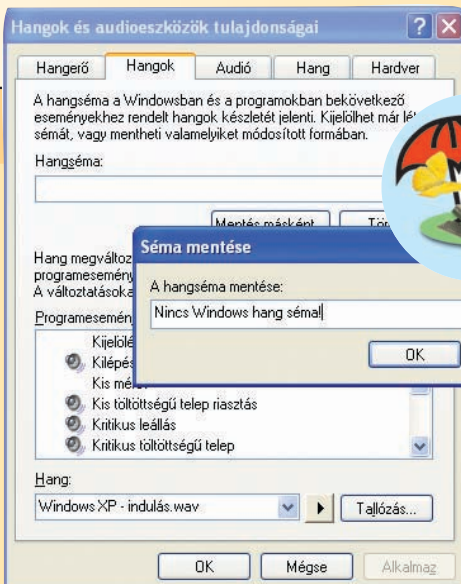 Hangok és audioeszközök tulajdonságai
Hangerő Hangok Audió Hang Hardver
A hangséma a Windowsban és a programokban bekövetkező
eseményekhez rendelt hangok készletét jelenti. Kijelölhet már
sémát, vagy mentheti valamelyiket módosított formában.
Hangséma:
Mentés másként
Séma mentése
Hang megváltoz
programesemény
A változtatásoka
A hangséma mentése:
Nincs Windows hang séma!
OK
Programesemén
Kijelölé
Kilépés
Kis mére
Kis töltöttségű telep riasztás
Kritikus leállás
Kritikus töltöttségű telep
Hang:
Windows XP - indulás.wav
Tallózás...
OK Mégse Alkalmaz